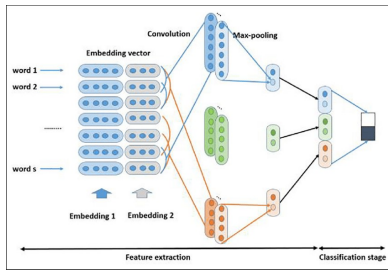 Convolution
Max-pooling
Embedding vector
word 1
word 2
..........
word s
Embedding 1
Embedding 2
Feature extraction
Classification stage